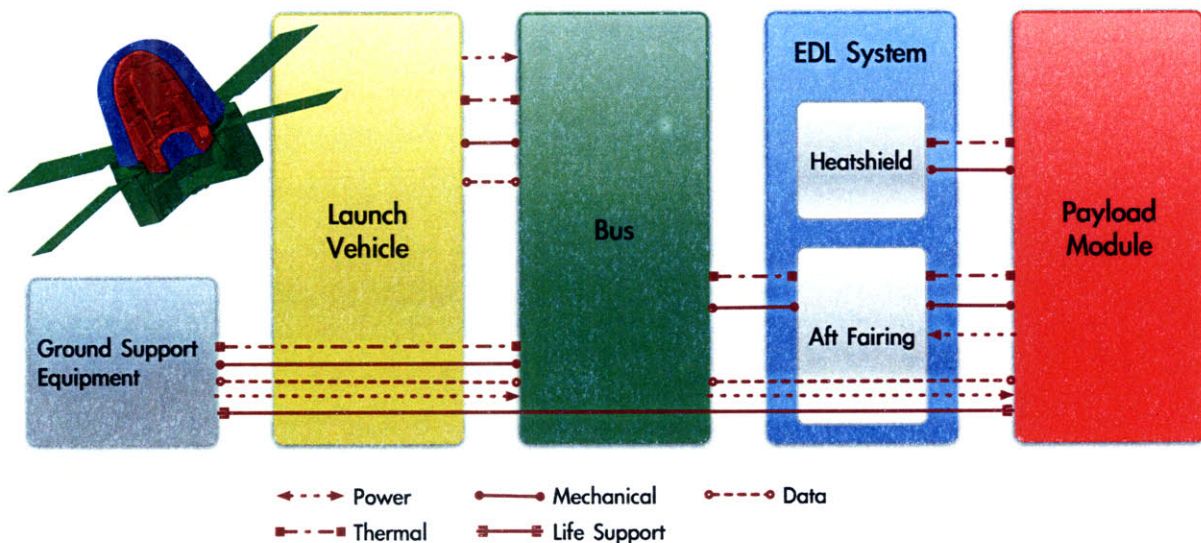 EDL System
Heatshield
Launch
Vehicle
Bus
Payload
Module
Ground Support
Equipment
Aft Fairing
Power
Mechanical
Data
Thermal
Life Support